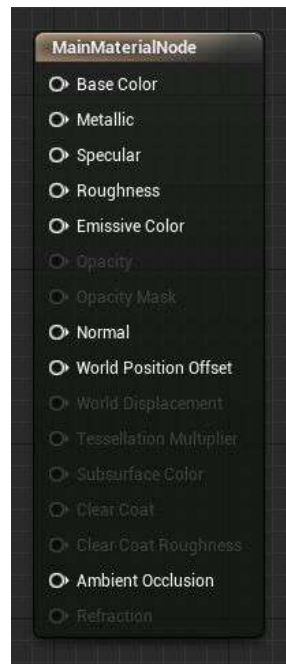 MainMaterialNode
Base Color
Metallic
Specular
Roughness
Emissive Color
Opacity
Opacity Mask
Normal
World Position Offset
World Displacement
Tessellation Multiplier
Subsurface Color
Clear Coat
Clear Coat Roughness
Ambient Occlusion
Refraction